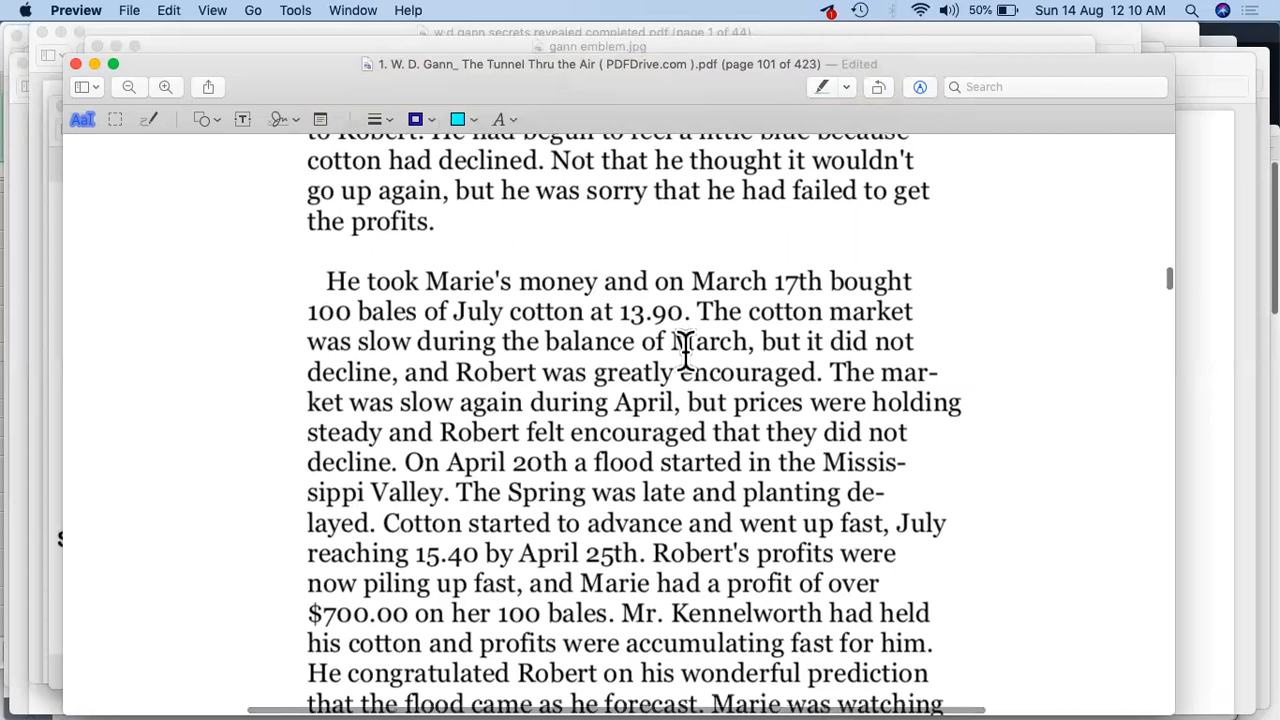 Preview File Edit View Go Tools Window Help 50% Sun 14 Aug 12 10 AM
w d gann secrets revealed completed pdf (page 1 of 44)
gann emblem.jpg
1. W. D. Gann_ The Tunnel Thru the Air ( PDFDrive.com ).pdf (page 101 of 423) — Edited
Search
to Robert. He had begun to feel a little blue because
cotton had declined. Not that he thought it wouldn't
go up again, but he was sorry that he had failed to get
the profits.
He took Marie's money and on March 17th bought
100 bales of July cotton at 13.90. The cotton market
was slow during the balance of March, but it did not
decline, and Robert was greatly encouraged. The mar-
ket was slow again during April, but prices were holding
steady and Robert felt encouraged that they did not
decline. On April 20th a flood started in the Missis-
sippi Valley. The Spring was late and planting de-
layed. Cotton started to advance and went up fast, July
reaching 15.40 by April 25th. Robert's profits were
now piling up fast, and Marie had a profit of over
$700.00 on her 100 bales. Mr. Kennelworth had held
his cotton and profits were accumulating fast for him.
He congratulated Robert on his wonderful prediction
that the flood came as he forecast. Marie was watching